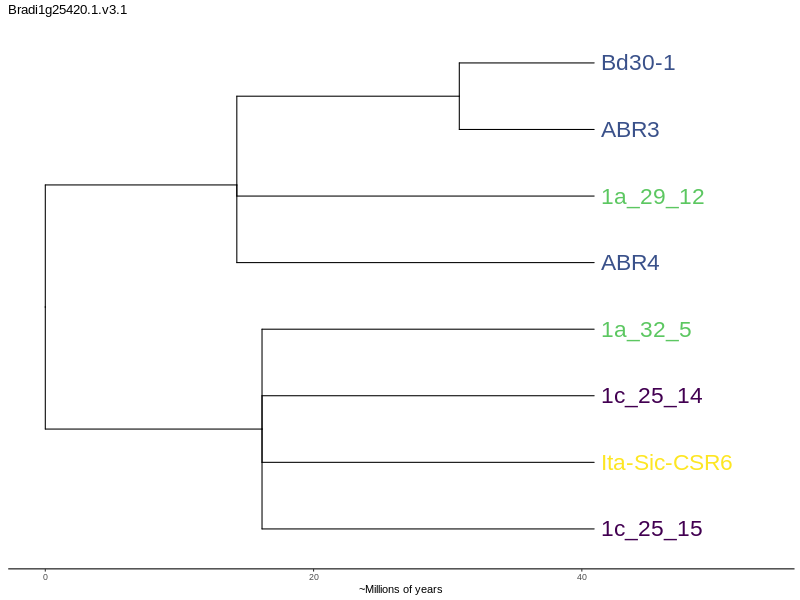 Bradi1g25420.1.v3.1
Bd30-1
ABR3
1a_29_12
ABR4
1a_32_5
1c_25_14
Ita-Sic-CSR6
1c_25_15
0 20 40
~Millions of years